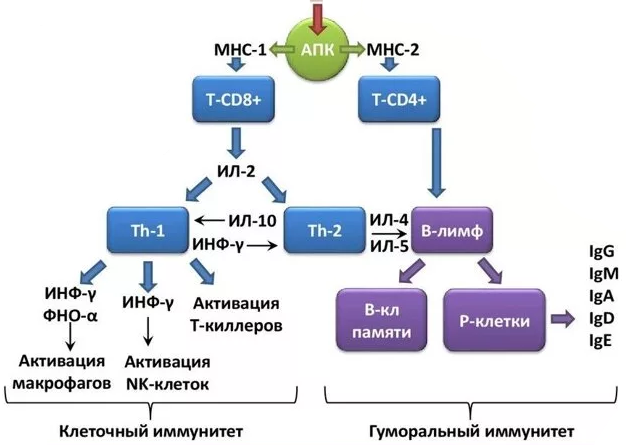 АПК
МНС-1
МНС-2
Т-CD8+
Т-CD4+
ИЛ-2
Th-1
ИЛ-10
ИНФ-γ
Th-2
ИЛ-4
ИЛ-5
В-лимф
ИНФ-γ
ФНО-α
ИНФ-γ
Активация
Т-киллеров
Активация
макрофагов
Активация
NK-клеток
В-кл
памяти
Р-клетки
IgG
IgM
IgA
IgD
IgE
Клеточный иммунитет
Гуморальный иммунитет